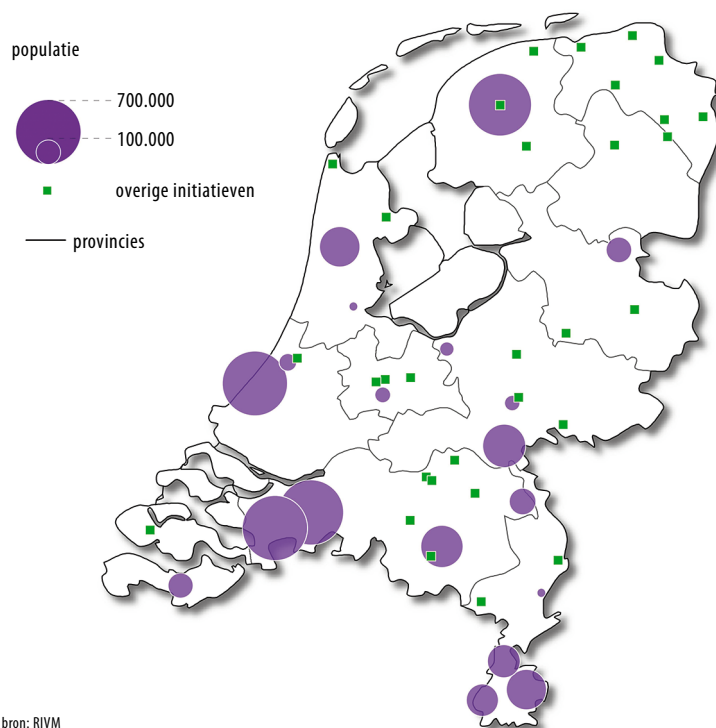 populatie
700.000
100.000
overige initiatieven
provincies
bron: RIVM